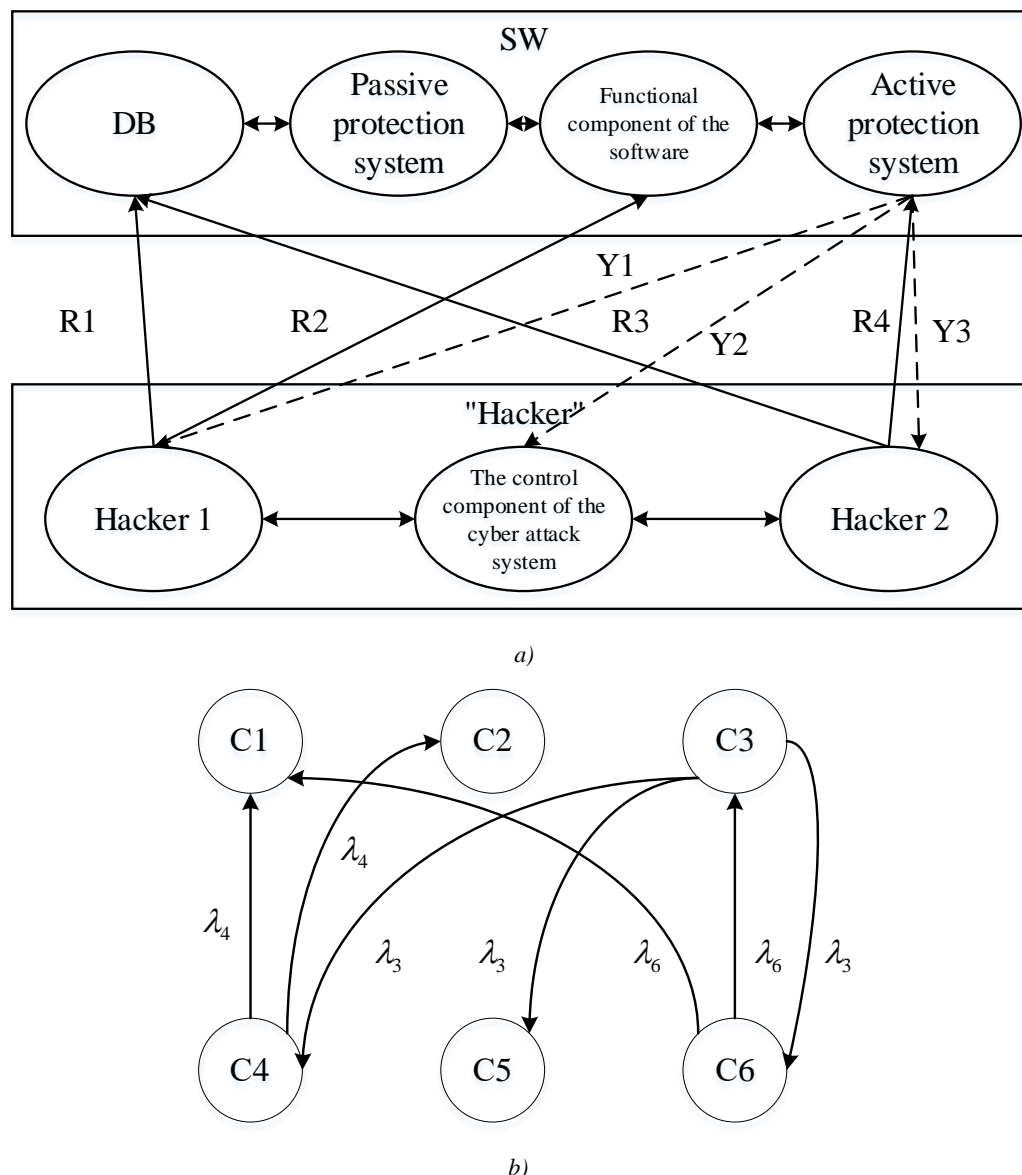 SW
DB
Passive
protection
system
Functional
component of the
software
Active
protection
system
R1
R2
Y1
R3
Y2
R4
Y3
"Hacker"
Hacker 1
The control
component of the
cyber attack
system
Hacker 2
a)
C1
C2
C3
λ4
λ4
λ3
λ3
λ6
λ6
λ3
C4
C5
C6
b)